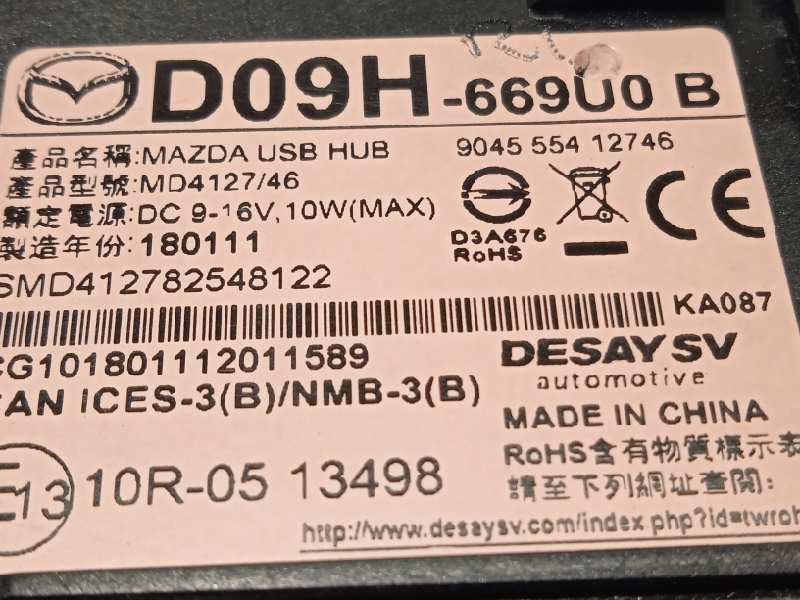 D09H-669U0 B
產品名稱:MAZDA USB HUB
9045 554 12746
產品型號:MD4127/46
額定電源:DC 9-16V,10W(MAX)
D3A676
RoHS
CE
製造年份:180111
SMD412782548122
KA087
CG101801112011589
DESAY SV
automotive
CAN ICES-3(B)/NMB-3(B)
MADE IN CHINA
RoHS含有物質標示表
請至下列網址查閱:
E13 10R-05 13498
http://www.desaysv.com/index.php?id=twroh